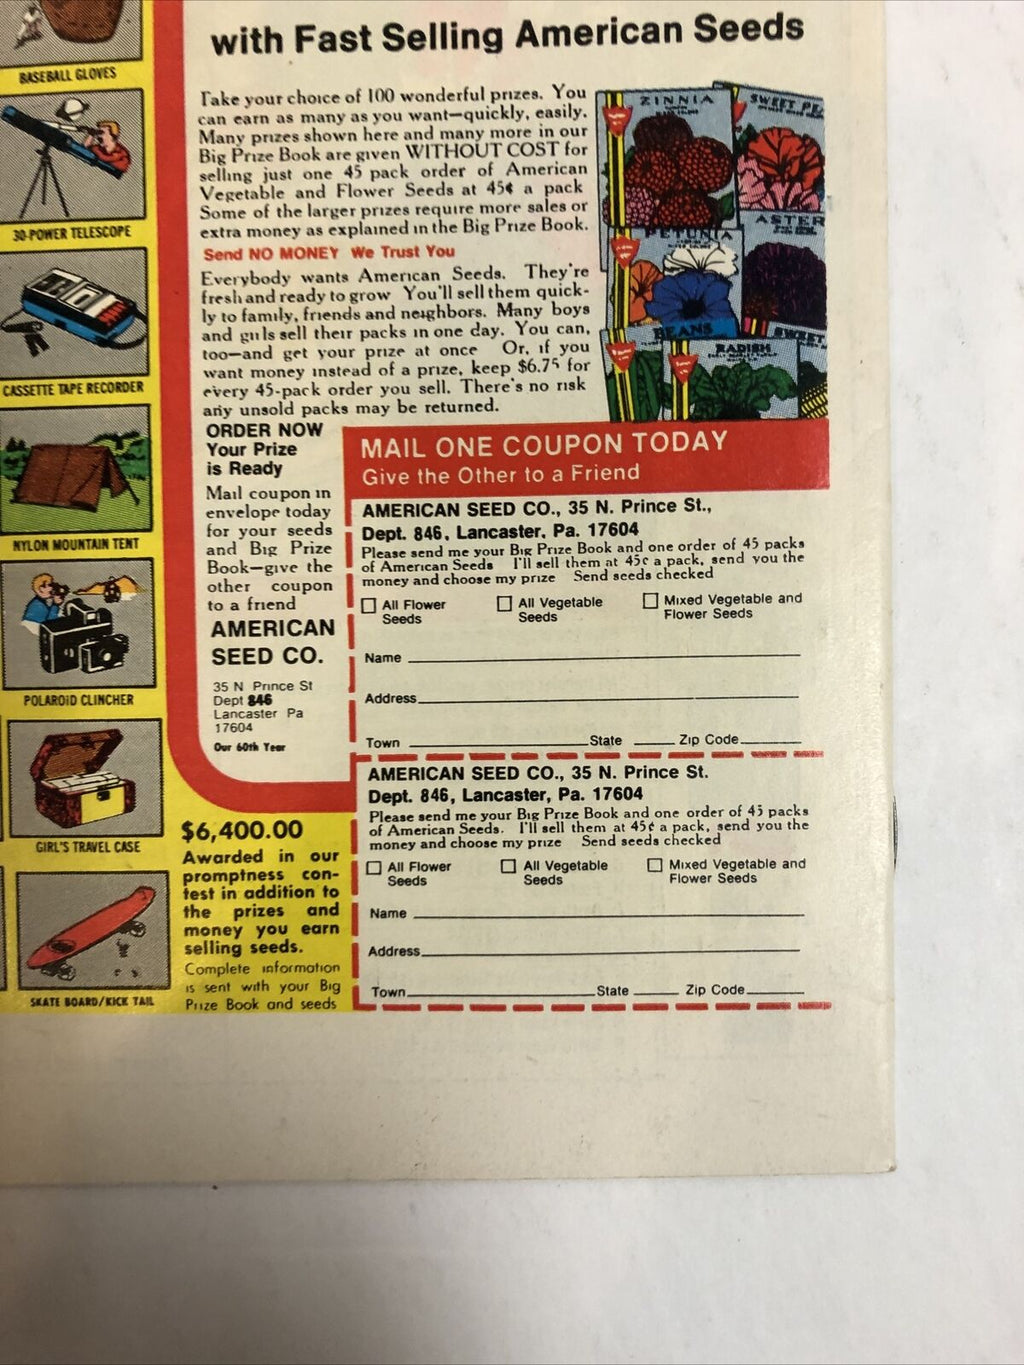 with Fast Selling American Seeds
BASEBALL GLOVES
30-POWER TELESCOPE
CASSETTE TAPE RECORDER
NYLON MOUNTAIN TENT
POLAROID CLINCHER
GIRL'S TRAVEL CASE
SKATE BOARD/KICK TAIL
Take your choice of 100 wonderful prizes. You
can earn as many as you want—quickly, easily.
Many prizes shown here and many more in our
Big Prize Book are given WITHOUT COST for
selling just one 45 pack order of American
Vegetable and Flower Seeds at 45¢ a pack
Some of the larger prizes require more sales or
extra money as explained in the Big Prize Book.
Send NO MONEY We Trust You
Everybody wants American Seeds. They're
fresh and ready to grow You'll sell them quick-
ly to family, friends and neighbors. Many boys
and girls sell their packs in one day. You can,
too—and get your prize at once Or, if you
want money instead of a prize, keep $6.75 for
every 45-pack order you sell. There's no risk
any unsold packs may be returned.
ZINNIA
SWEET PE
ASTER
PETUNIA
BEANS
SWEET
RADISH
ORDER NOW
Your Prize
is Ready
Mail coupon in
envelope today
for your seeds
and Big Prize
Book—give the
other coupon
to a friend
AMERICAN
SEED CO.
35 N Prince St
Dept 846
Lancaster Pa
17604
Our 60th Year
MAIL ONE COUPON TODAY
Give the Other to a Friend
AMERICAN SEED CO., 35 N. Prince St.,
Dept. 846, Lancaster, Pa. 17604
Please send me your Big Prize Book and one order of 45 packs
of American Seeds I'll sell them at 45¢ a pack, send you the
money and choose my prize Send seeds checked
All Flower Seeds
All Vegetable Seeds
Mixed Vegetable and Flower Seeds
Name
Address
Town State Zip Code
AMERICAN SEED CO., 35 N. Prince St.
Dept. 846, Lancaster, Pa. 17604
Please send me your Big Prize Book and one order of 45 packs
of American Seeds. I'll sell them at 45¢ a pack, send you the
money and choose my prize Send seeds checked
All Flower Seeds
All Vegetable Seeds
Mixed Vegetable and Flower Seeds
Name
Address
Town State Zip Code
$6,400.00
Awarded in our
promptness con-
test in addition to
the prizes and
money you earn
selling seeds.
Complete information
is sent with your Big
Prize Book and seeds